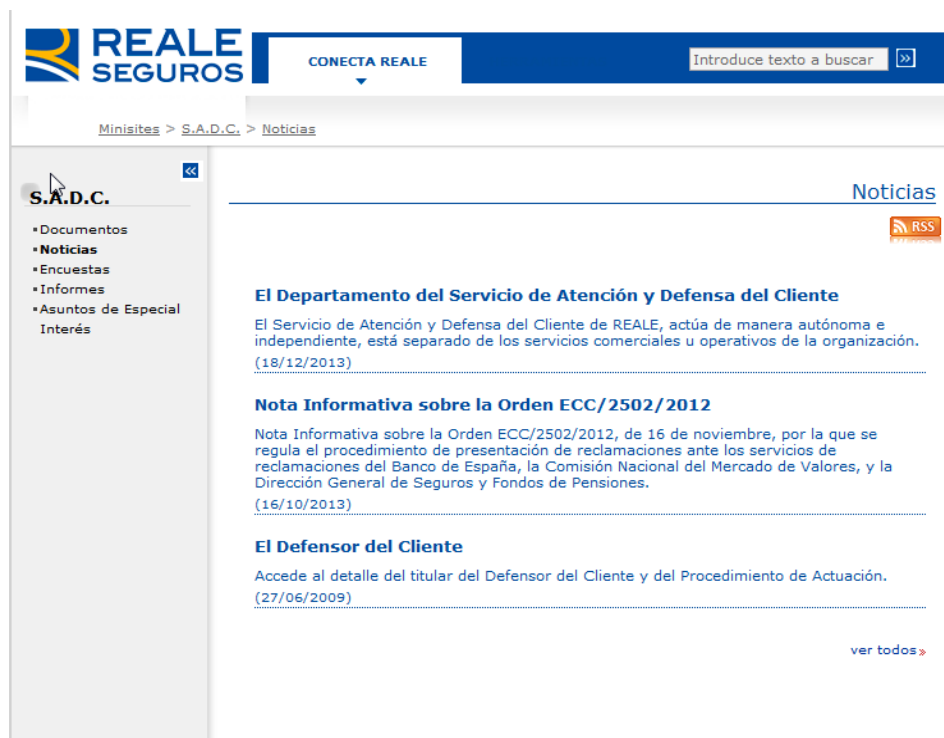 REALE
SEGUROS
CONECTA REALE
Introduce texto a buscar
Minisites > S.A.D.C. > Noticias
S.A.D.C.
Documentos
Noticias
Encuestas
Informes
Asuntos de Especial
Interés
Noticias
RSS
El Departamento del Servicio de Atención y Defensa del Cliente
El Servicio de Atención y Defensa del Cliente de REALE, actúa de manera autónoma e
independiente, está separado de los servicios comerciales u operativos de la organización.
(18/12/2013)
Nota Informativa sobre la Orden ECC/2502/2012
Nota Informativa sobre la Orden ECC/2502/2012, de 16 de noviembre, por la que se
regula el procedimiento de presentación de reclamaciones ante los servicios de
reclamaciones del Banco de España, la Comisión Nacional del Mercado de Valores, y la
Dirección General de Seguros y Fondos de Pensiones.
(16/10/2013)
El Defensor del Cliente
Accede al detalle del titular del Defensor del Cliente y del Procedimiento de Actuación.
(27/06/2009)
ver todos»